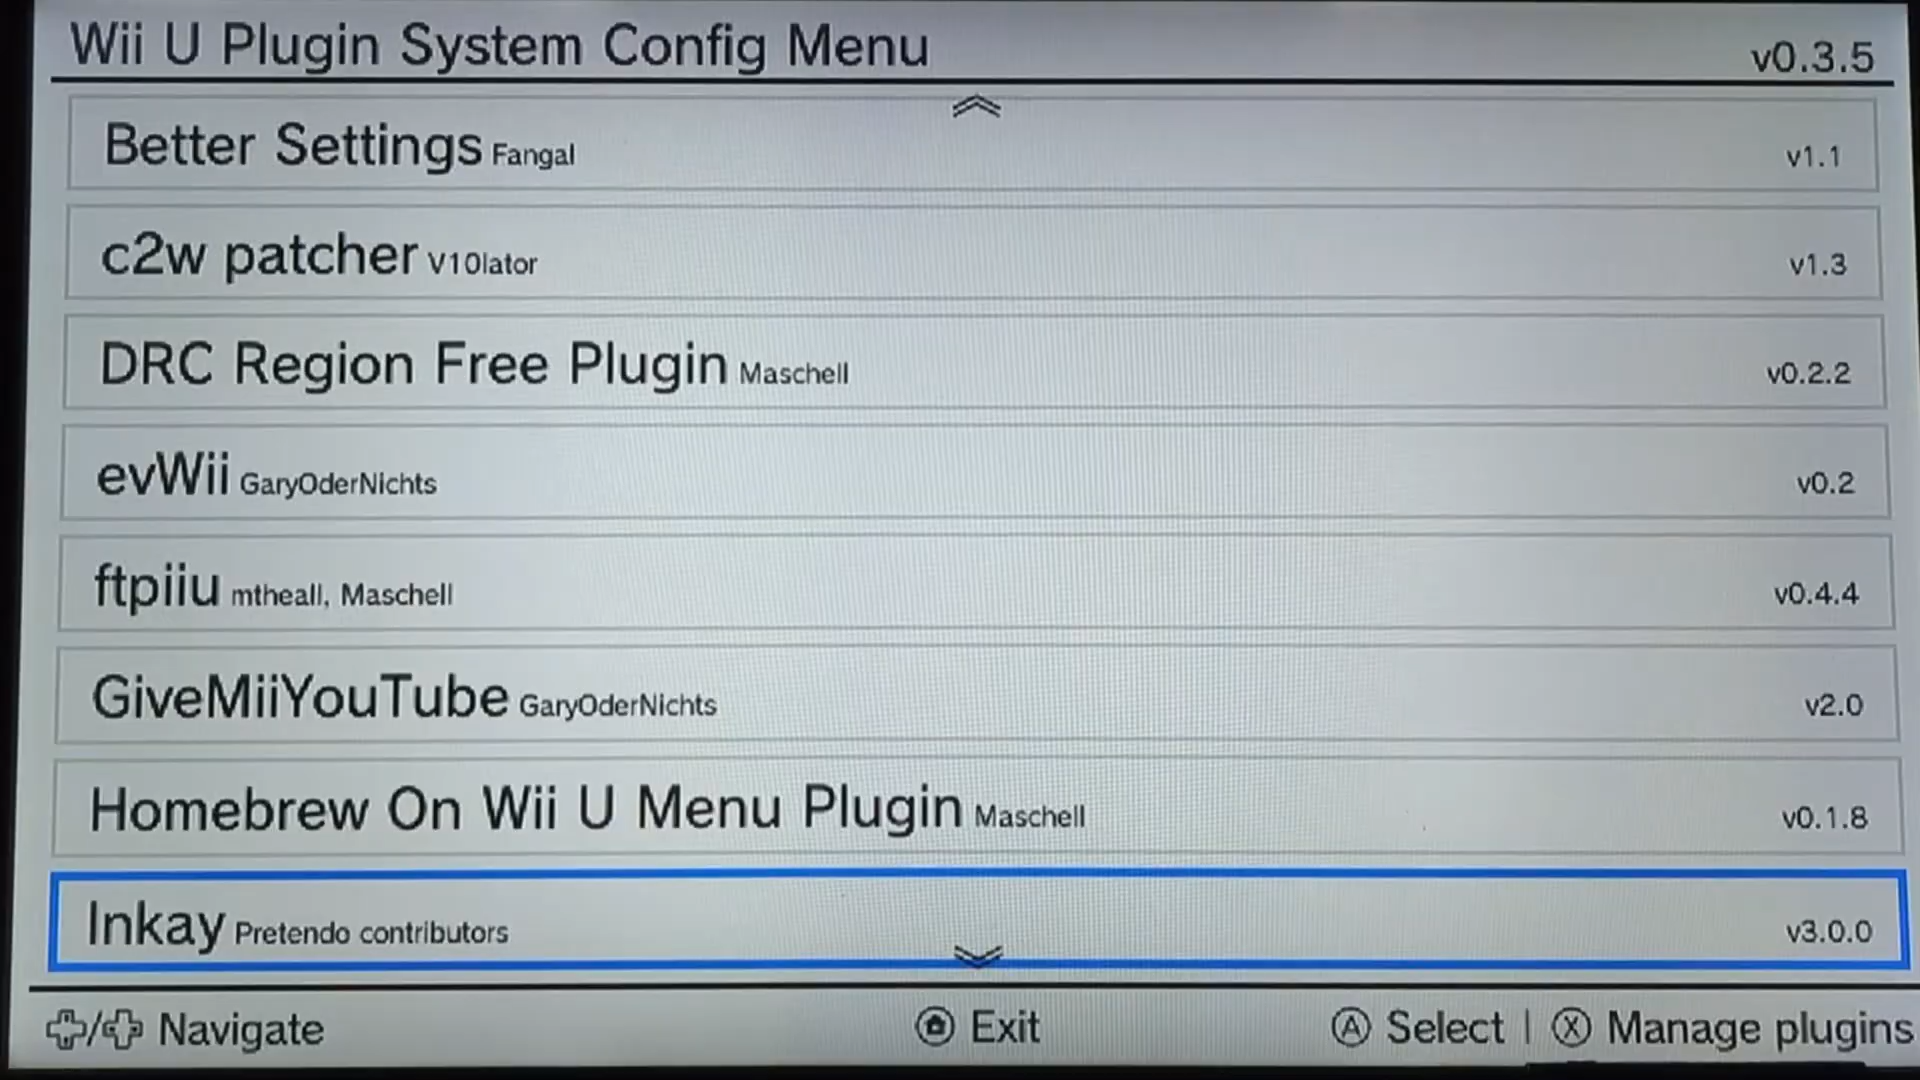 Wii U Plugin System Config Menu v0.3.5
Better Settings Fangal v1.1
c2w patcher V10lator v1.3
DRC Region Free Plugin Maschell v0.2.2
evWii GaryOderNichts v0.2
ftpiiu mtheall, Maschell v0.4.4
GiveMiiYouTube GaryOderNichts v2.0
Homebrew On Wii U Menu Plugin Maschell v0.1.8
Inkay Pretendo contributors v3.0.0
/ Navigate Exit A Select | X Manage plugins